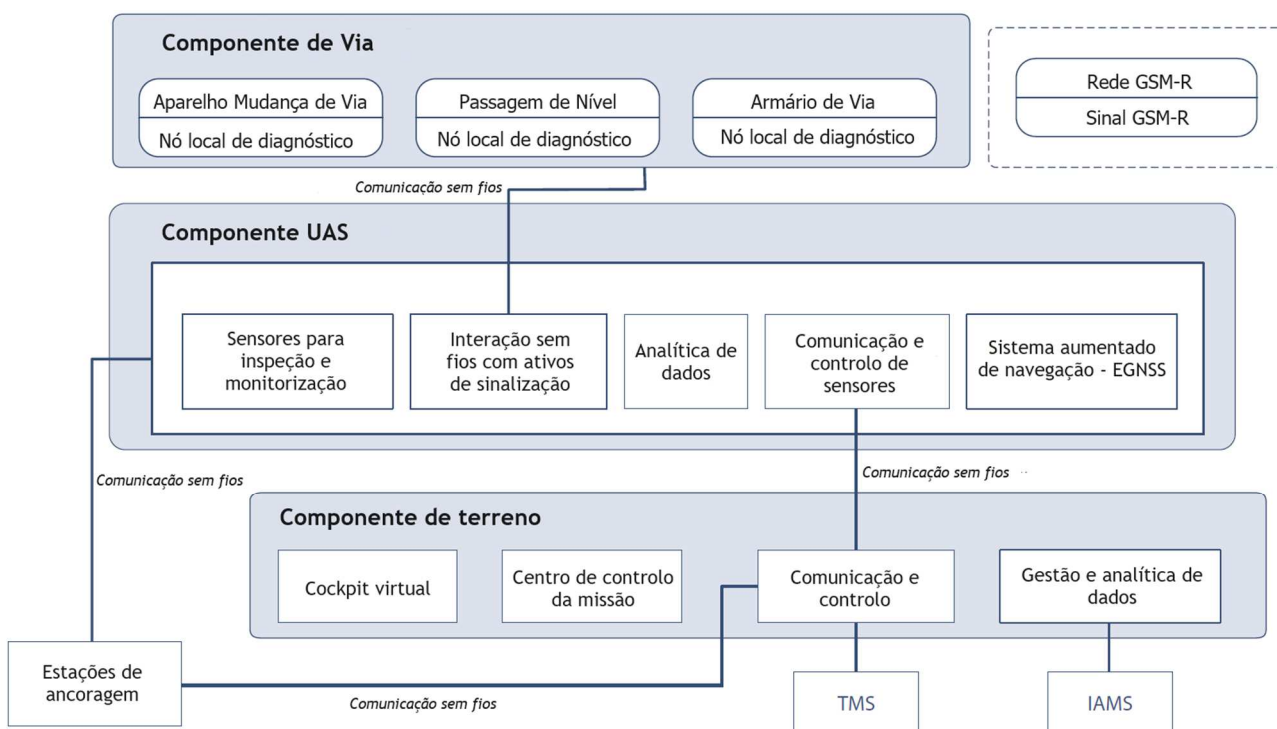 Componente de Via
Aparelho Mudança de Via
Nó local de diagnóstico
Passagem de Nível
Nó local de diagnóstico
Armário de Via
Nó local de diagnóstico
Rede GSM-R
Sinal GSM-R
Comunicação sem fios
Componente UAS
Sensores para
inspeção e
monitorização
Interação sem
fios com ativos
de sinalização
Analítica de
dados
Comunicação e
controlo de
sensores
Sistema aumentado
de navegação - EGNSS
Comunicação sem fios
Comunicação sem fios
Componente de terreno
Cockpit virtual
Centro de controlo
da missão
Comunicação e
controlo
Gestão e analítica de
dados
Estações de
ancoragem
Comunicação sem fios
TMS
IAMS